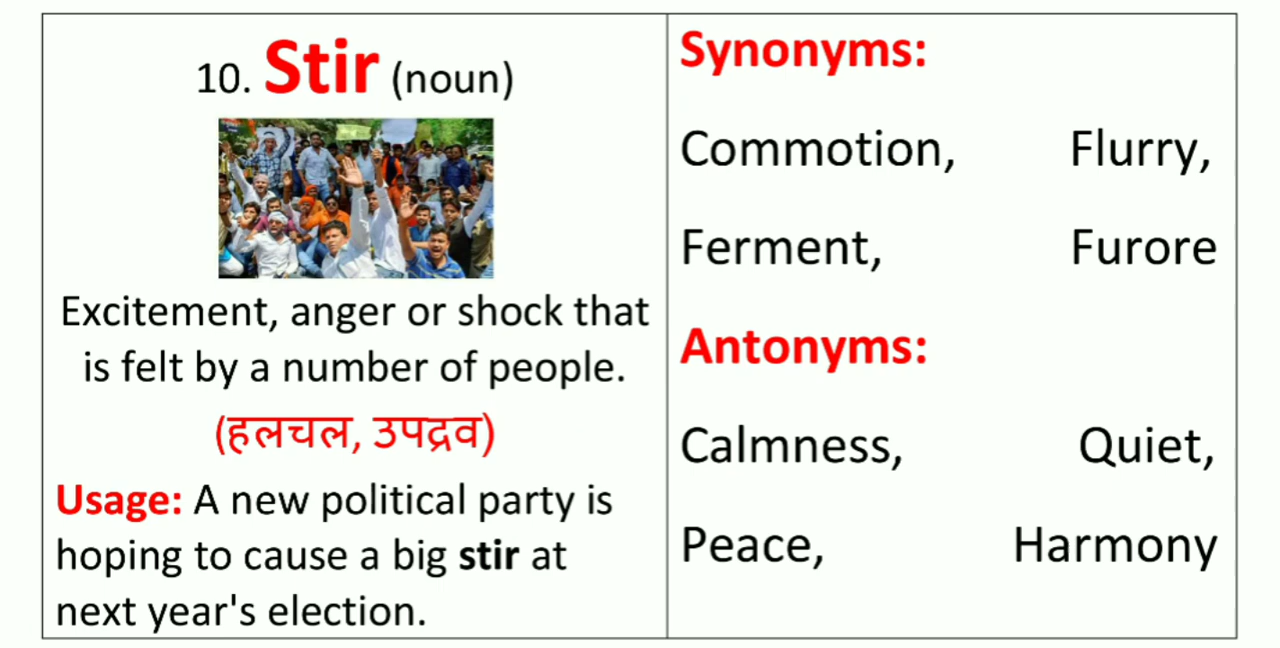 10. Stir (noun)
Excitement, anger or shock that
is felt by a number of people.
(हलचल, उपद्रव)
Usage: A new political party is
hoping to cause a big stir at
next year's election.
Synonyms:
Commotion, Flurry,
Ferment, Furore
Antonyms:
Calmness, Quiet,
Peace, Harmony